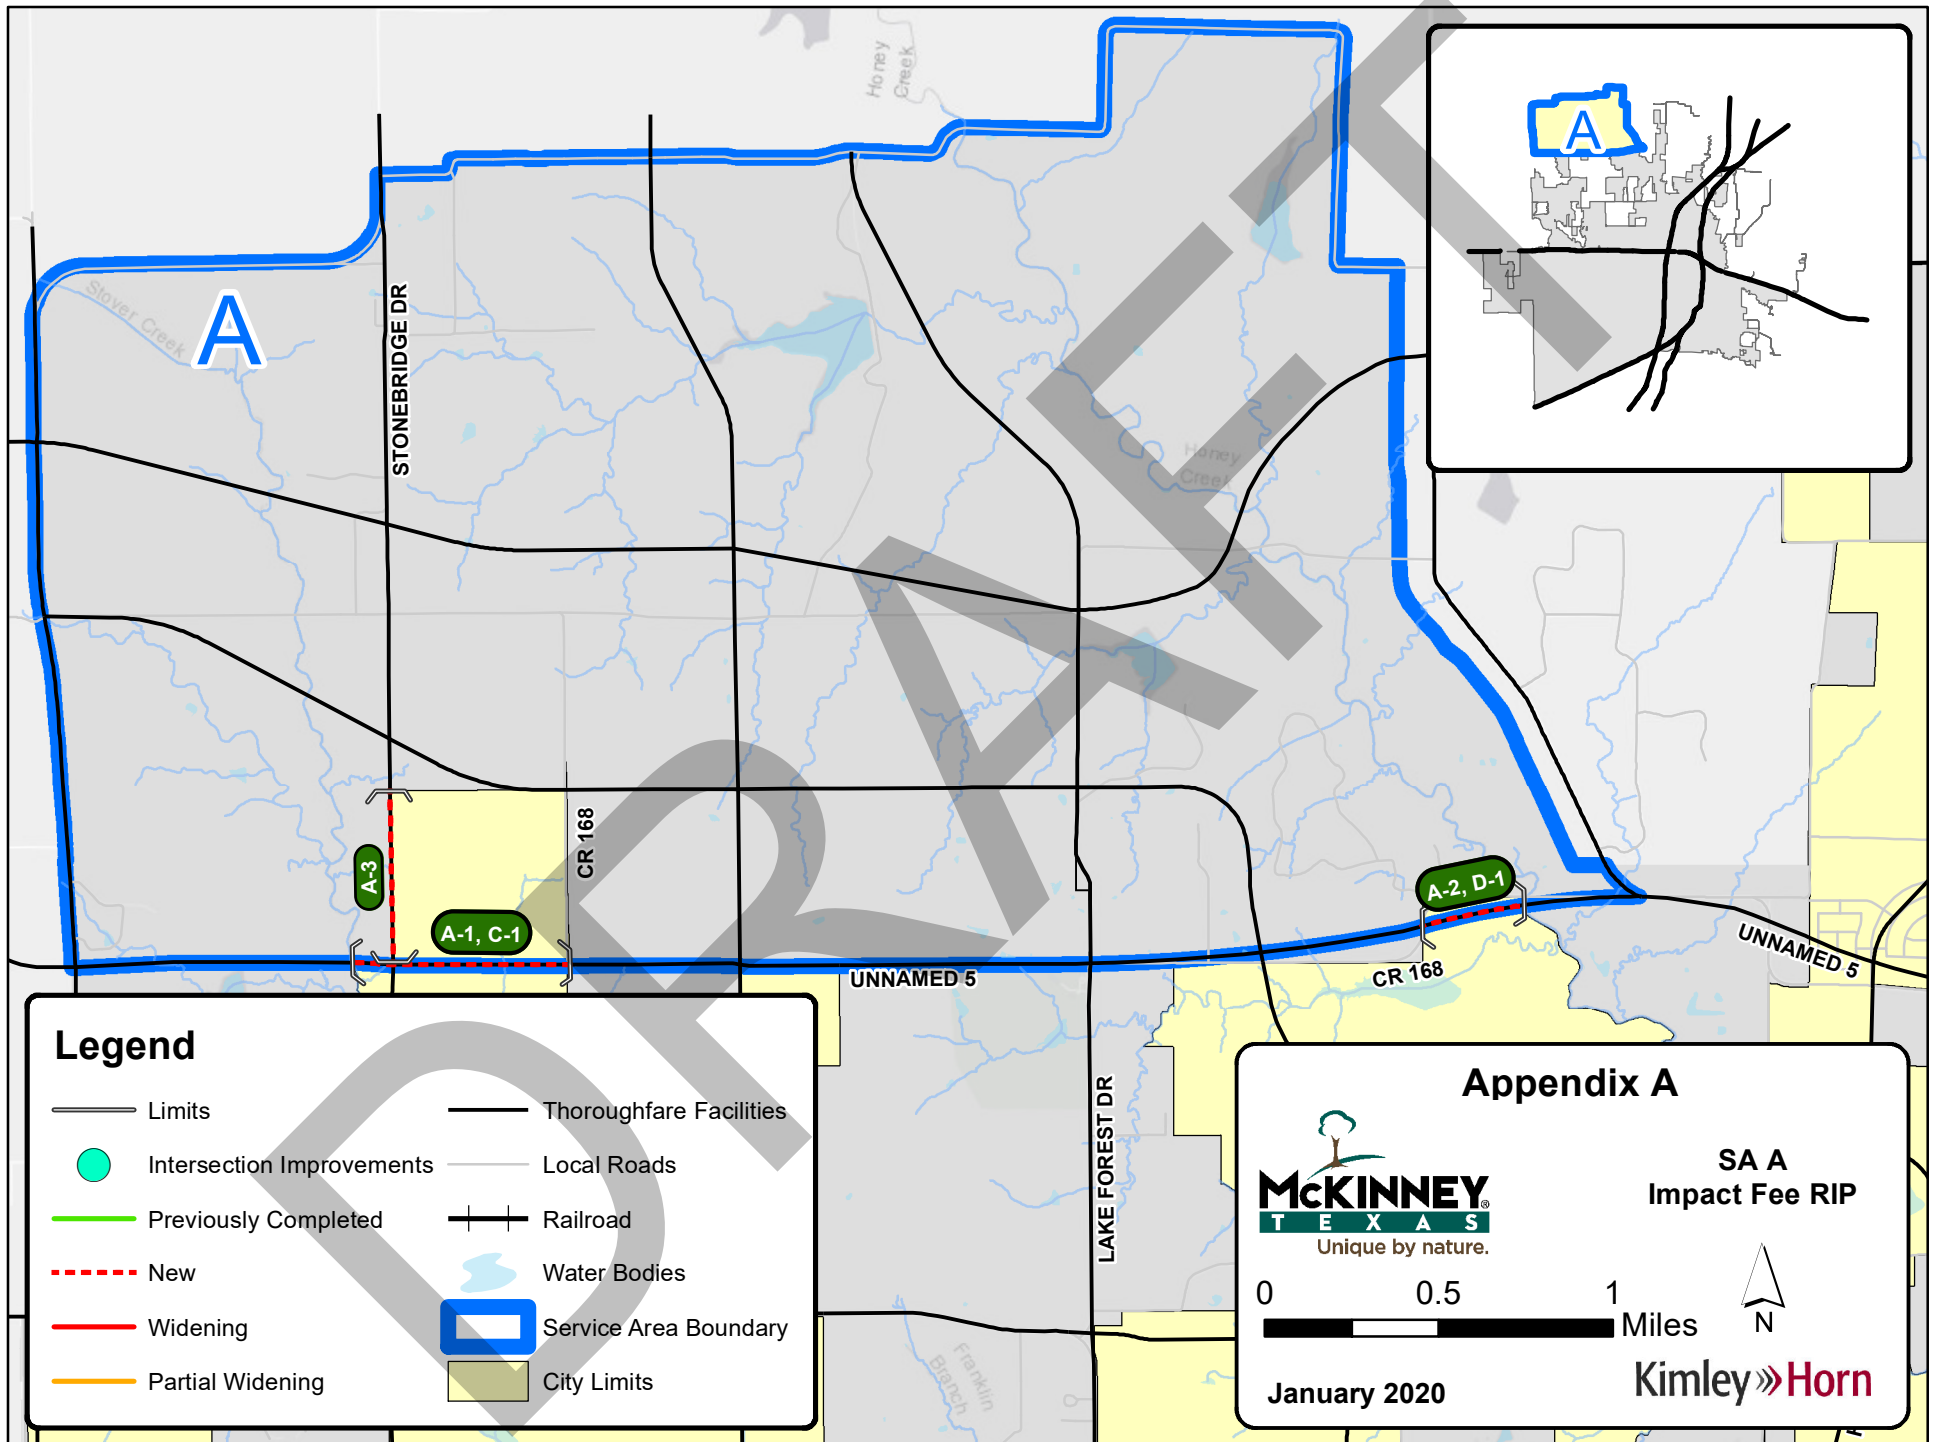 Honey
Creek
A
Stover Creek
A
STONEBRIDGE DR
Honey
Creek
DRAFT
CR 168
A-3
A-1, C-1
A-2, D-1
UNNAMED 5
CR 168
UNNAMED 5
LAKE FOREST DR
Franklin
Branch
Legend
Limits
Intersection Improvements
Previously Completed
New
Widening
Partial Widening
Thoroughfare Facilities
Local Roads
Railroad
Water Bodies
Service Area Boundary
City Limits
Appendix A
McKINNEY®
TEXAS
Unique by nature.
SA A
Impact Fee RIP
0 0.5 1
Miles
N
January 2020
Kimley»Horn